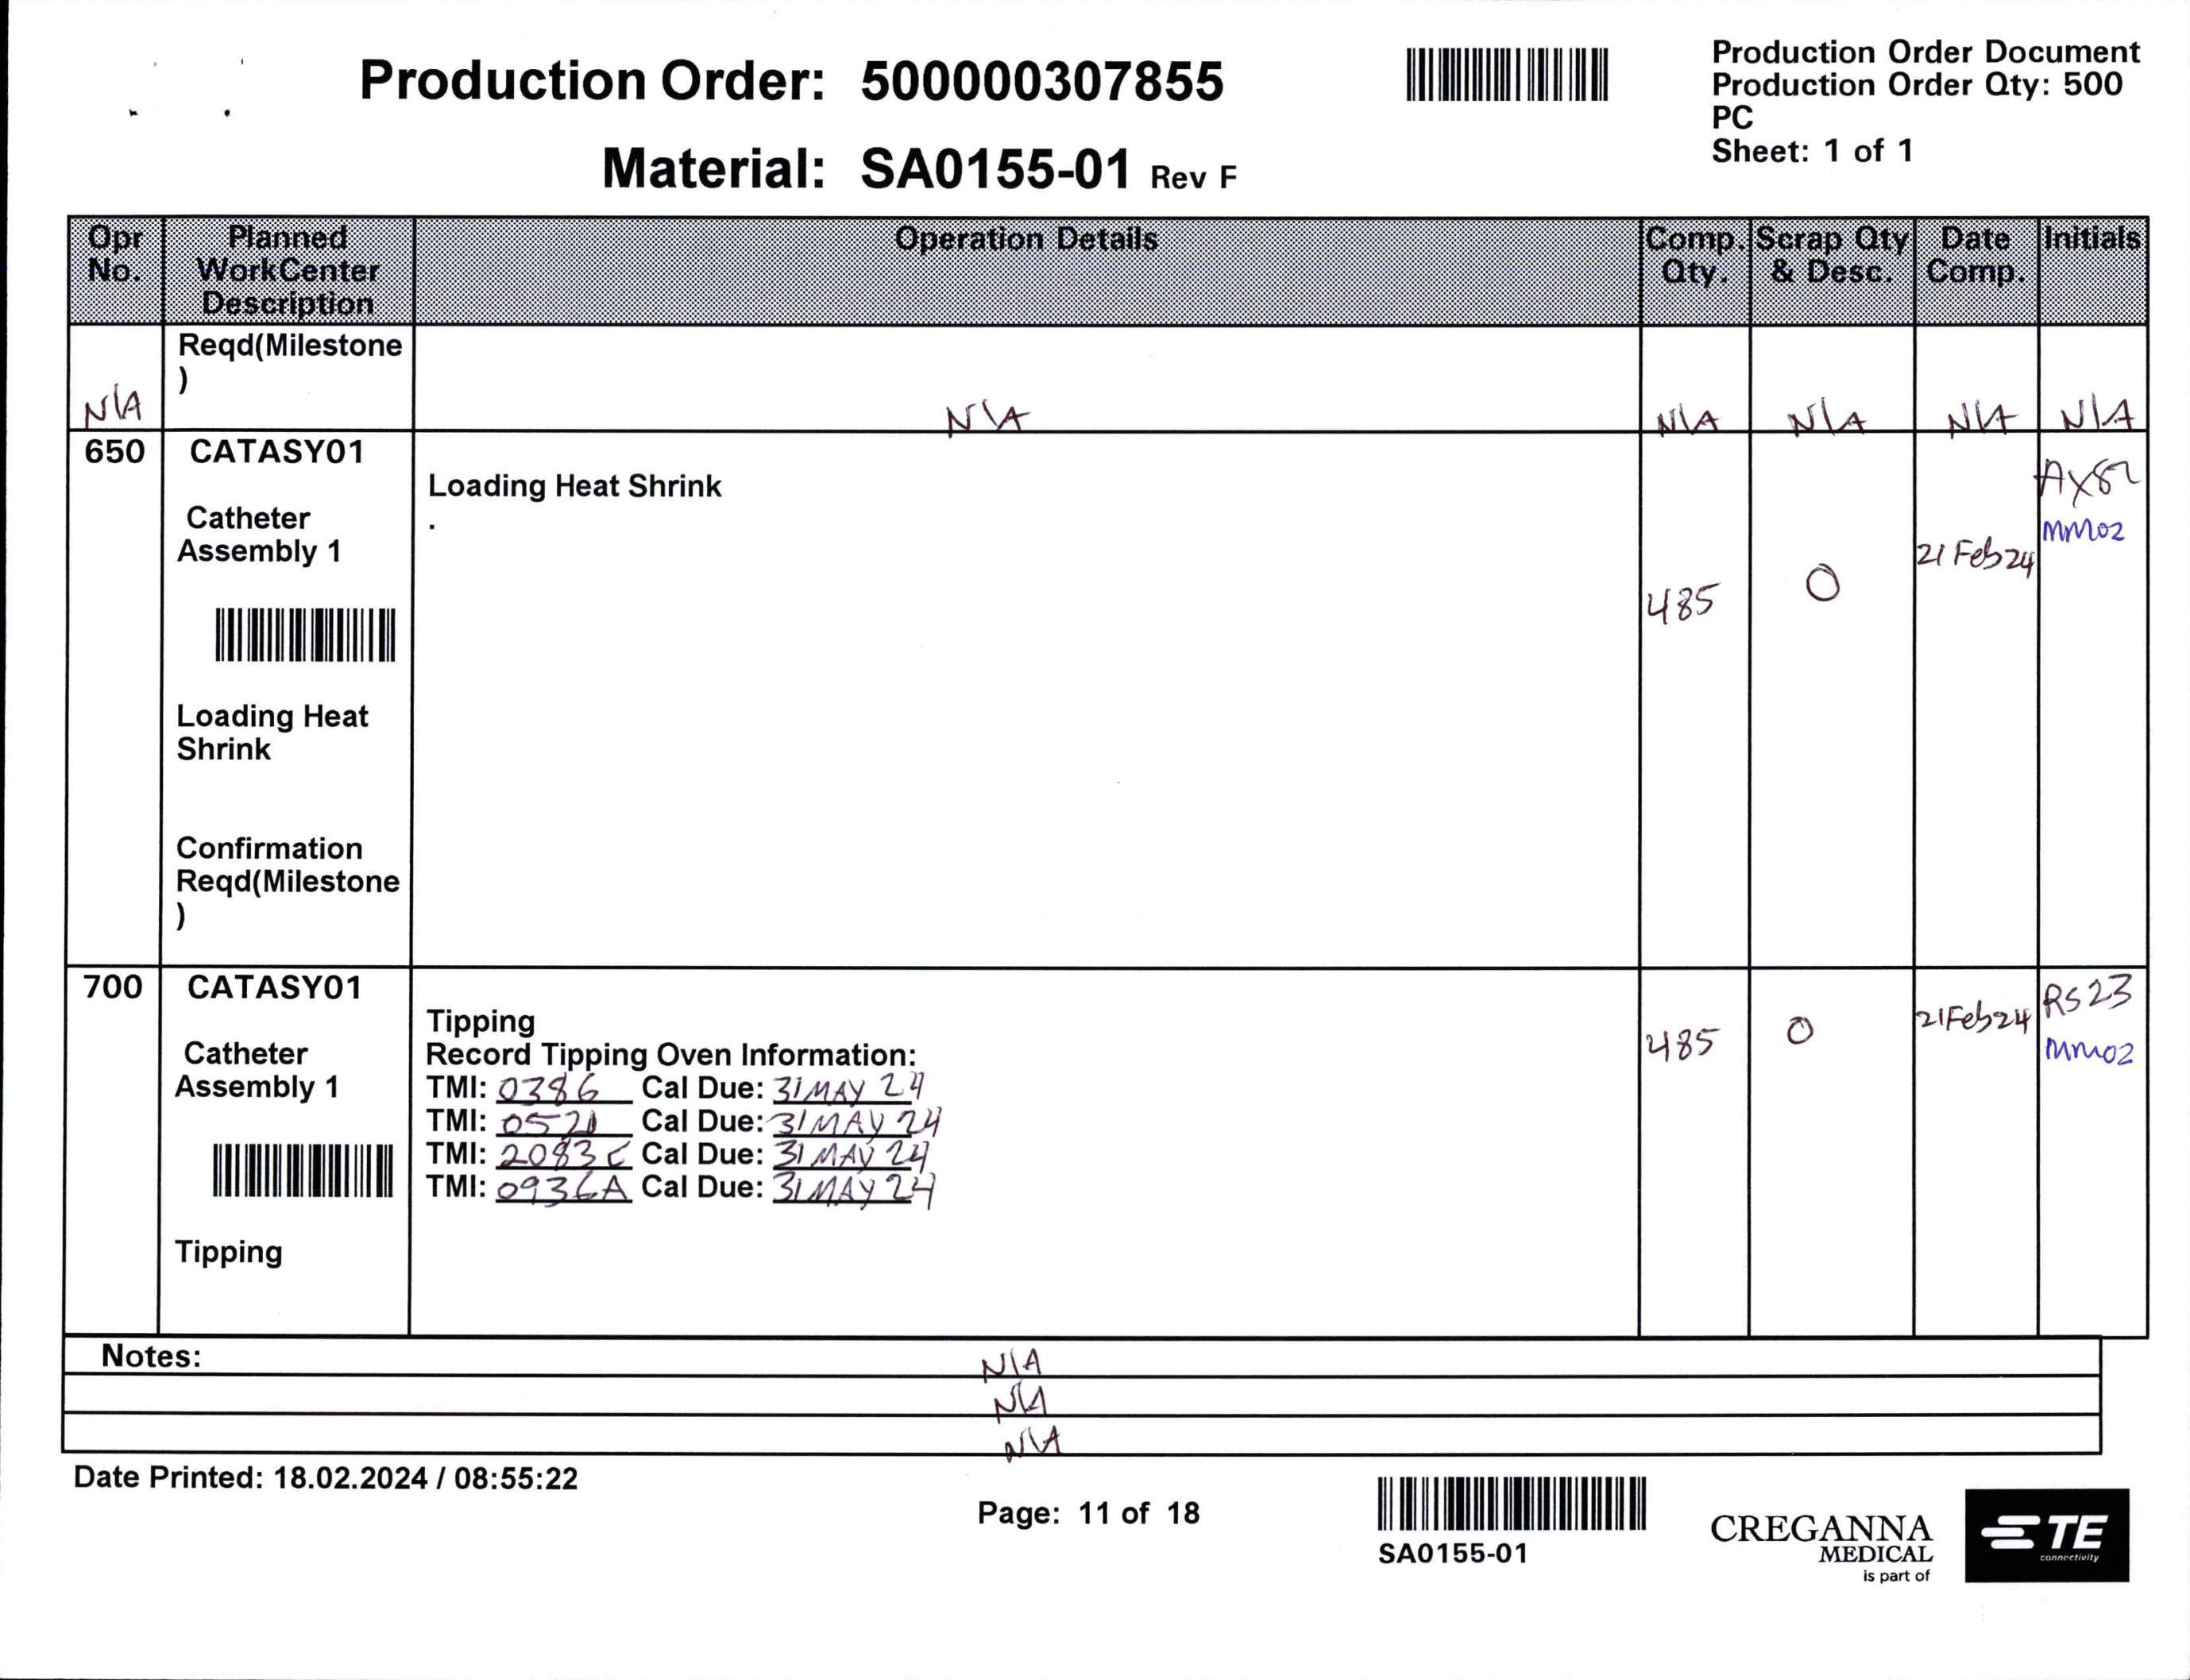 Production Order: 500000307855
Material: SA0155-01 Rev F
Production Order Document
Production Order Qty: 500
PC
Sheet: 1 of 1
Opr No. Planned WorkCenter Description Operation Details Comp. Qty. Scrap Qty & Desc. Date Comp. Initials
Reqd(Milestone
)
N\A N\A N\A N\A N\A N\A
650 CATASY01
Catheter
Assembly 1
Loading Heat
Shrink
Confirmation
Reqd(Milestone
)
Loading Heat Shrink
.
485 0 21 Feb 24
MM02
700 CATASY01
Catheter
Assembly 1
Tipping
Tipping
Record Tipping Oven Information:
TMI: 0386 Cal Due: 31 MAY 24
TMI: 0521 Cal Due: 31 MAY 24
TMI: 2083C Cal Due: 31 MAY 24
TMI: 0936A Cal Due: 31 MAY 24
485 0 21 Feb 24 RS23
MM02
Notes: N\A
N\A
N\A
Date Printed: 18.02.2024 / 08:55:22
Page: 11 of 18
SA0155-01
CREGANNA
MEDICAL
is part of
TE
connectivity